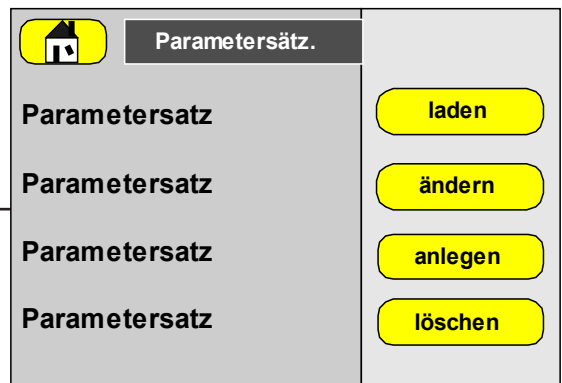 Parametersätz.
Parametersatz laden
Parametersatz ändern
Parametersatz anlegen
Parametersatz löschen